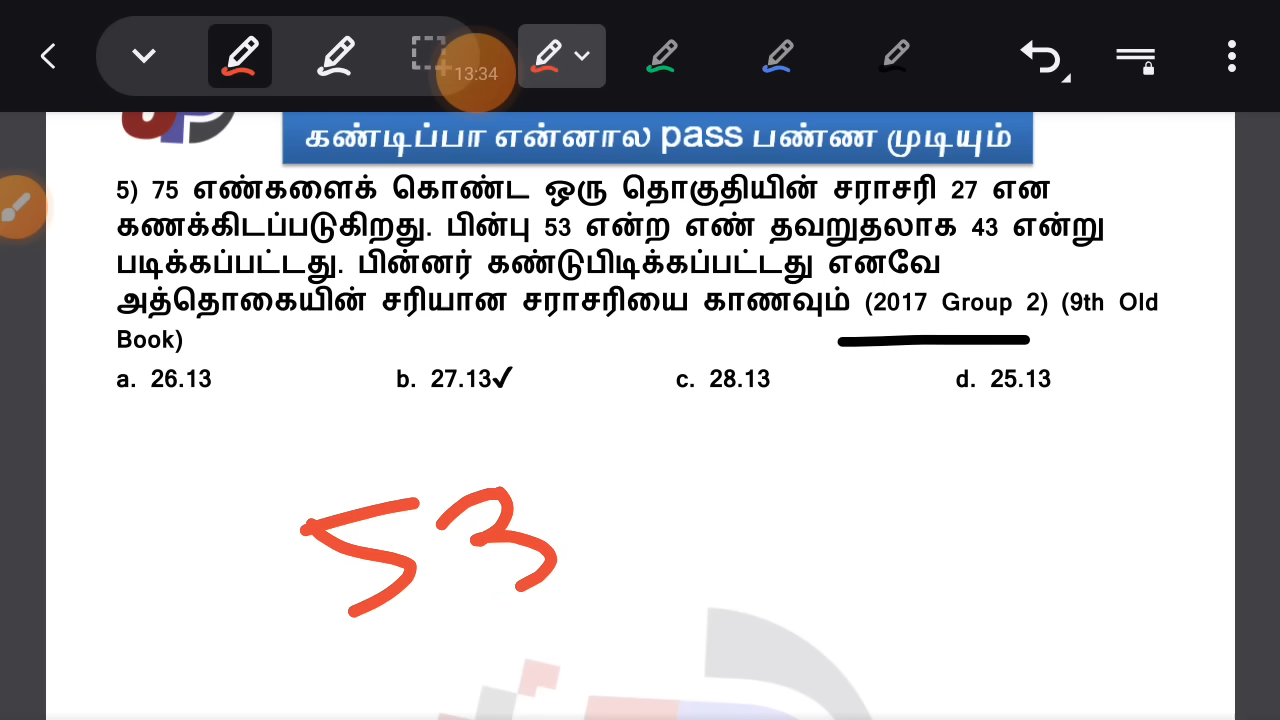 13:34
கண்டிப்பா என்னால pass பண்ண முடியும்
5) 75 எண்களைக் கொண்ட ஒரு தொகுதியின் சராசரி 27 என
கணக்கிடப்படுகிறது. பின்பு 53 என்ற எண் தவறுதலாக 43 என்று
படிக்கப்பட்டது. பின்னர் கண்டுபிடிக்கப்பட்டது எனவே
அத்தொகையின் சரியான சராசரியை காணவும் (2017 Group 2) (9th Old
Book)
a. 26.13 b. 27.13✓ c. 28.13 d. 25.13
53